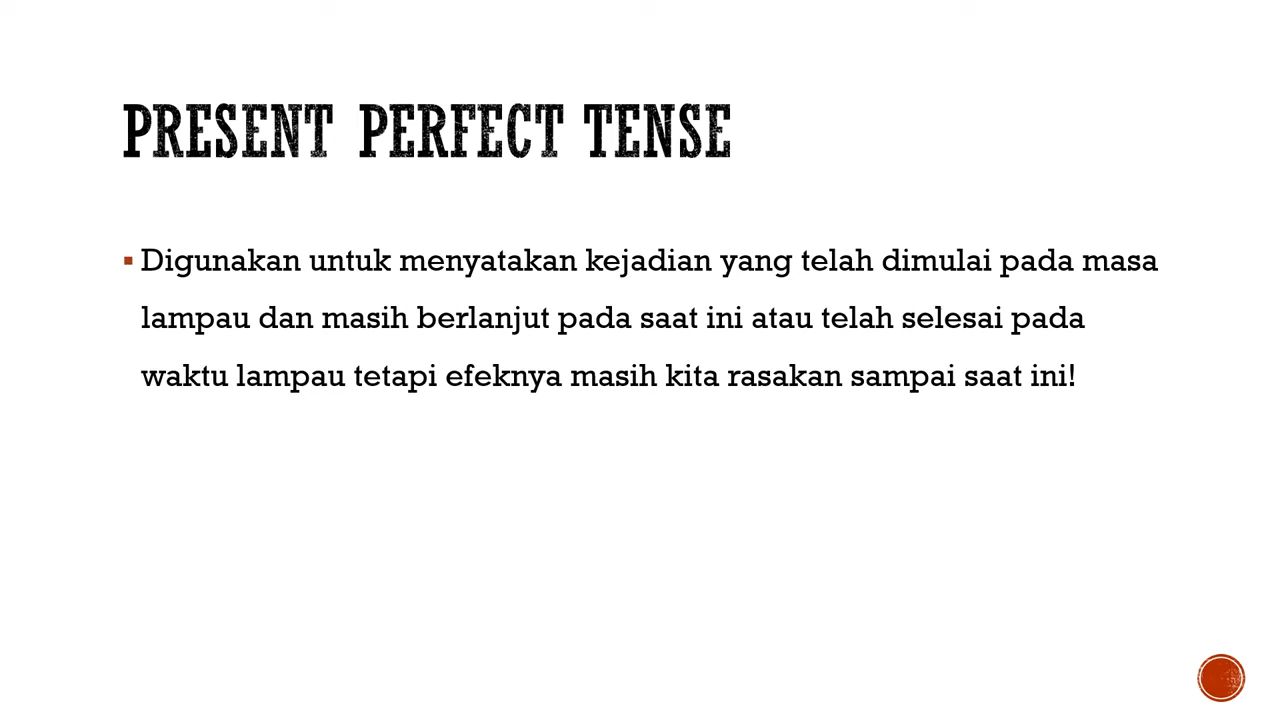 PRESENT PERFECT TENSE
Digunakan untuk menyatakan kejadian yang telah dimulai pada masa
lampau dan masih berlanjut pada saat ini atau telah selesai pada
waktu lampau tetapi efeknya masih kita rasakan sampai saat ini!